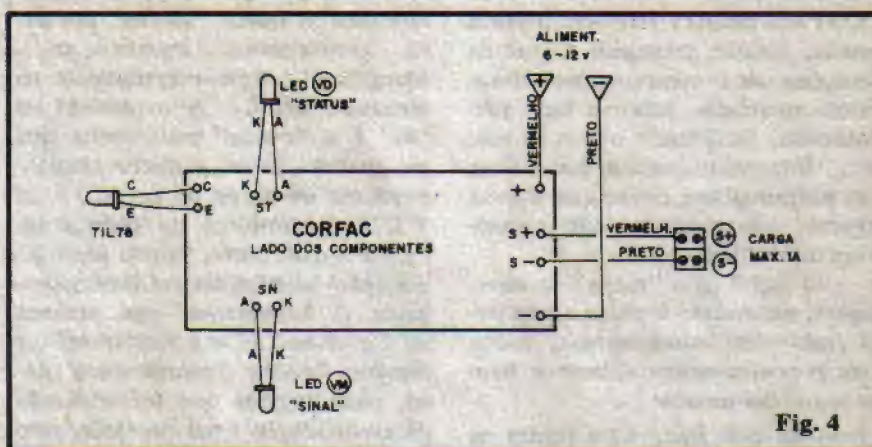 ALIMENT.
6-12 v
+
-
LED VD
"STATUS"
K A
VERMELHO
PRETO
C
E
TIL78
C
E
K A
ST
+
CORFAC
LADO DOS COMPONENTES
S+
VERMELH.
S+
CARGA
S-
PRETO
S-
MAX. 1A
SN
A K
-
A K
LED VM
"SINAL"
Fig. 4